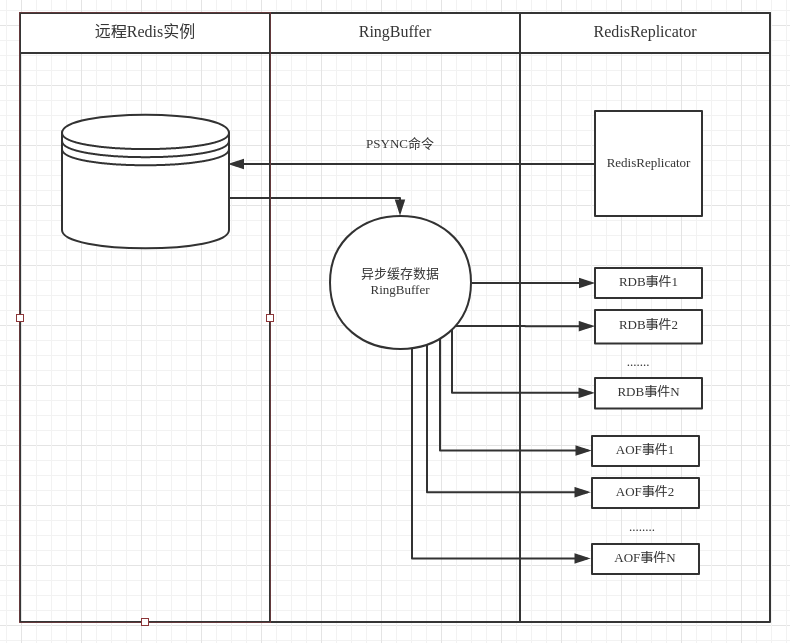 远程Redis实例
RingBuffer
RedisReplicator
PSYNC命令
RedisReplicator
异步缓存数据
RingBuffer
RDB事件1
RDB事件2
.......
RDB事件N
AOF事件1
AOF事件2
........
AOF事件N